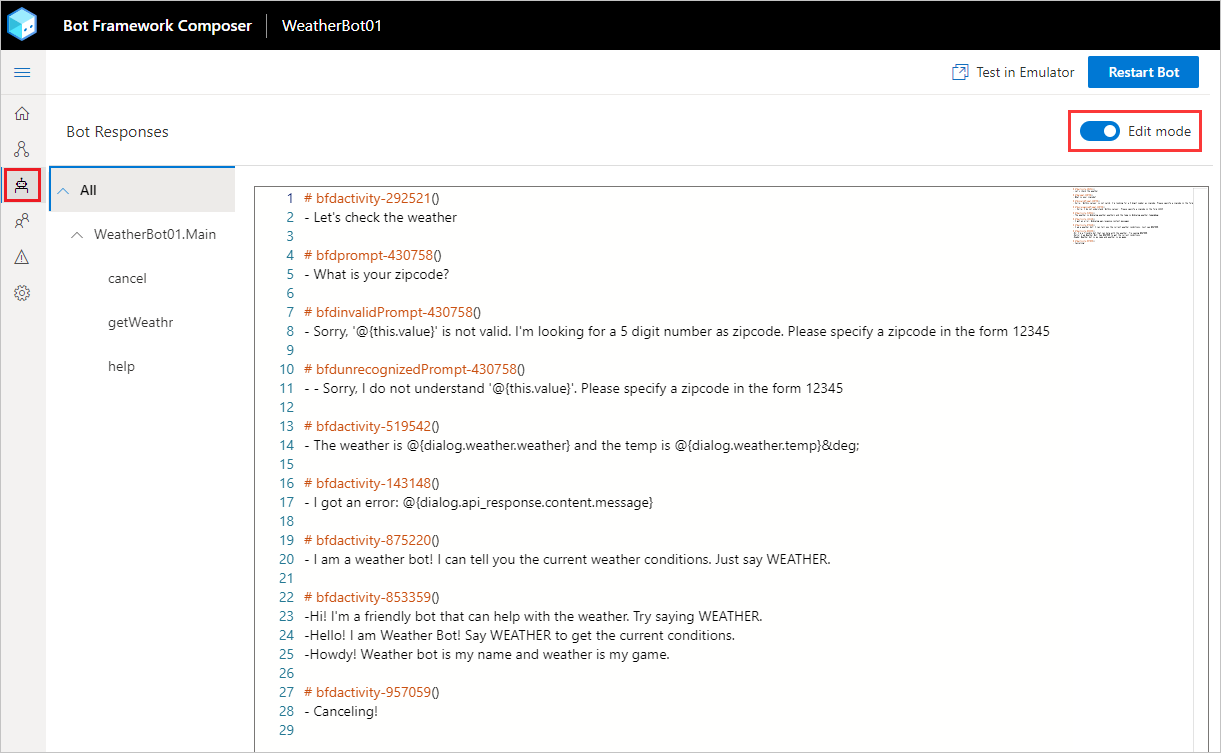 Bot Framework Composer WeatherBot01
Test in Emulator Restart Bot
Bot Responses Edit mode
All
WeatherBot01.Main
cancel
getWeathr
help
1 # bfdactivity-292521()
2 - Let's check the weather
3
4 # bfdprompt-430758()
5 - What is your zipcode?
6
7 # bfdinvalidPrompt-430758()
8 - Sorry, '@{this.value}' is not valid. I'm looking for a 5 digit number as zipcode. Please specify a zipcode in the form 12345
9
10 # bfdunrecognizedPrompt-430758()
11 - - Sorry, I do not understand '@{this.value}'. Please specify a zipcode in the form 12345
12
13 # bfdactivity-519542()
14 - The weather is @{dialog.weather.weather} and the temp is @{dialog.weather.temp}&deg;
15
16 # bfdactivity-143148()
17 - I got an error: @{dialog.api_response.content.message}
18
19 # bfdactivity-875220()
20 - I am a weather bot! I can tell you the current weather conditions. Just say WEATHER.
21
22 # bfdactivity-853359()
23 -Hi! I'm a friendly bot that can help with the weather. Try saying WEATHER.
24 -Hello! I am Weather Bot! Say WEATHER to get the current conditions.
25 -Howdy! Weather bot is my name and weather is my game.
26
27 # bfdactivity-957059()
28 - Canceling!
29